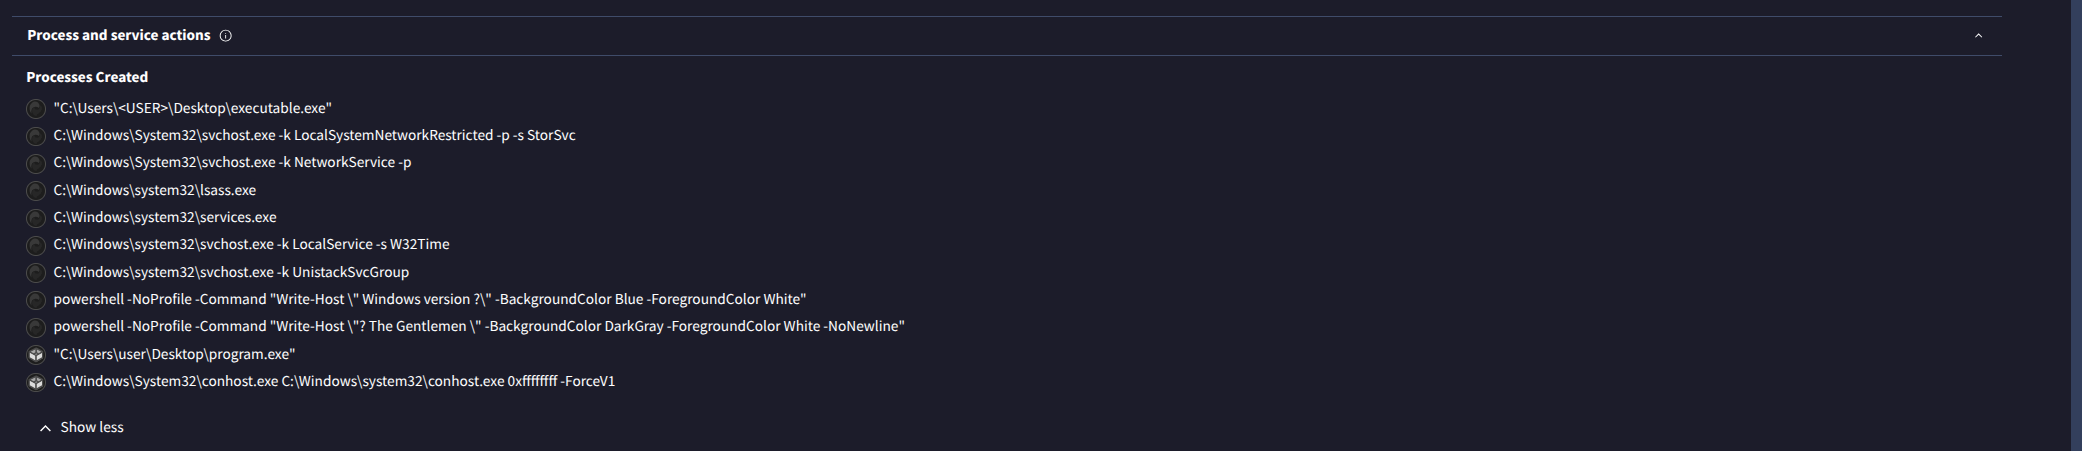 Process and service actions
Processes Created
"C:\Users\<USER>\Desktop\executable.exe"
C:\Windows\System32\svchost.exe -k LocalSystemNetworkRestricted -p -s StorSvc
C:\Windows\System32\svchost.exe -k NetworkService -p
C:\Windows\system32\lsass.exe
C:\Windows\system32\services.exe
C:\Windows\system32\svchost.exe -k LocalService -s W32Time
C:\Windows\system32\svchost.exe -k UnistackSvcGroup
powershell -NoProfile -Command "Write-Host \" Windows version ?\" -BackgroundColor Blue -ForegroundColor White"
powershell -NoProfile -Command "Write-Host \"? The Gentlemen \" -BackgroundColor DarkGray -ForegroundColor White -NoNewline"
"C:\Users\user\Desktop\program.exe"
C:\Windows\System32\conhost.exe C:\Windows\system32\conhost.exe 0xffffffff -ForceV1
Show less